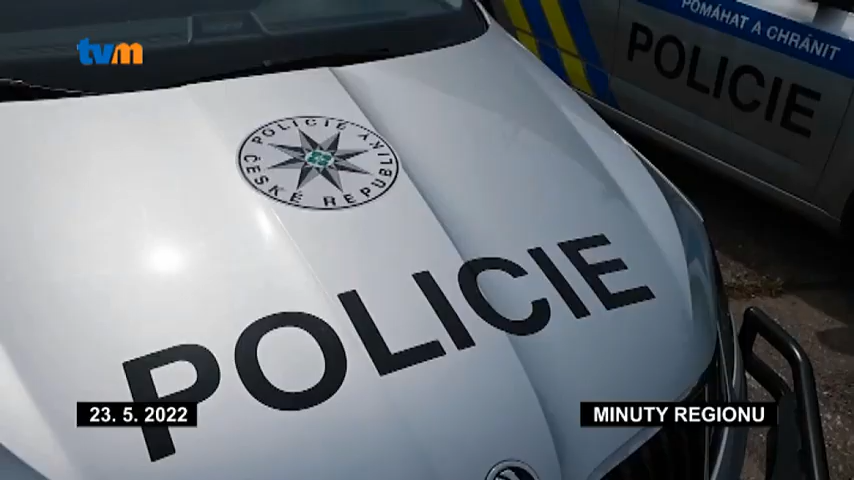 tvm
POMÁHAT A CHRÁNIT
POLICIE
POLICIE ČESKÉ REPUBLIKY
POLICIE
23. 5. 2022
MINUTY REGIONU